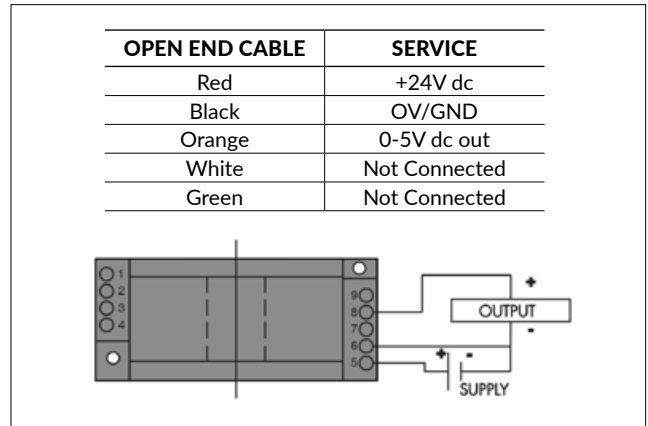 OPEN END CABLE SERVICE
Red +24V dc
Black OV/GND
Orange 0-5V dc out
White Not Connected
Green Not Connected
1
2
3
4
9
8
7
6
5
+
OUTPUT
-
+ -
SUPPLY